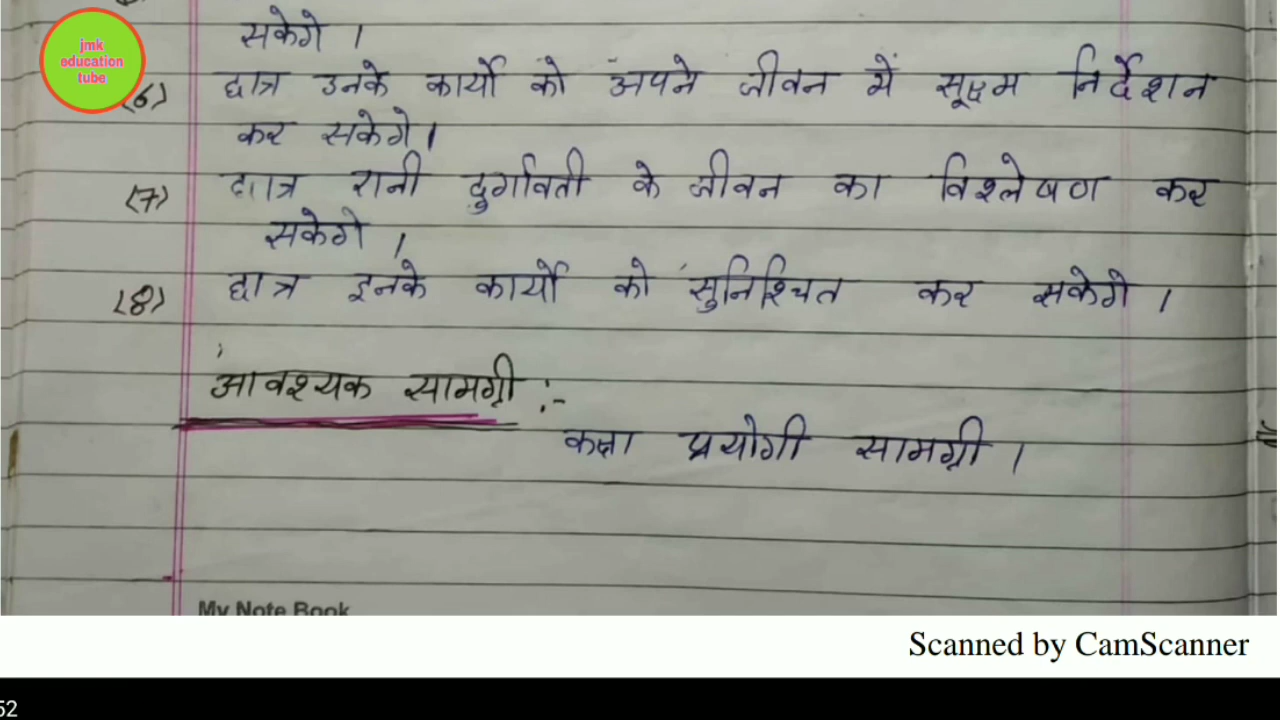 jmk
education
tube
सकेगे ।
(6) छात्र उनके कार्यों को अपने जीवन में सूक्ष्म निर्देशन
कर सकेगे।
(7) छात्र रानी दुर्गावती के जीवन का विश्लेषण कर
सकेगे ।
(8) छात्र इनके कार्यों को सुनिश्चित कर सकेगे ।
आवश्यक सामग्री :-
कक्षा प्रयोगी सामग्री ।
My Note Book
Scanned by CamScanner
52